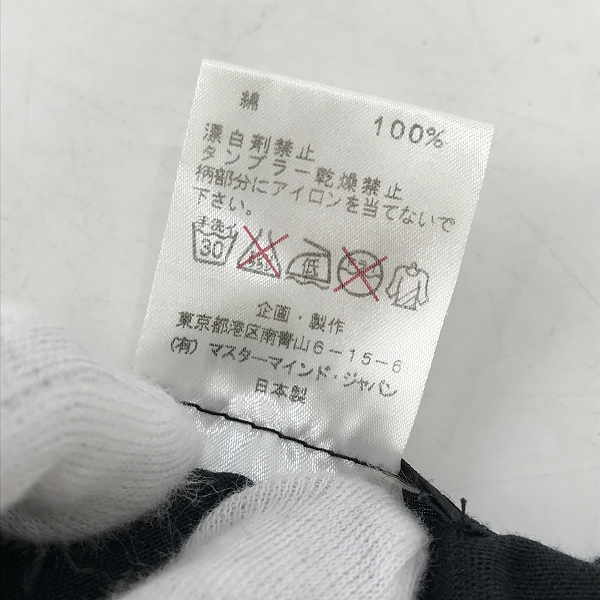 綿 100%
漂白剤禁止
タンブラー乾燥禁止
柄部分にアイロンを当てないで
下さい。
手洗イ 30 低
企画・製作
東京都港区南青山6-15-6
(有)マスターマインド・ジャパン
日本製